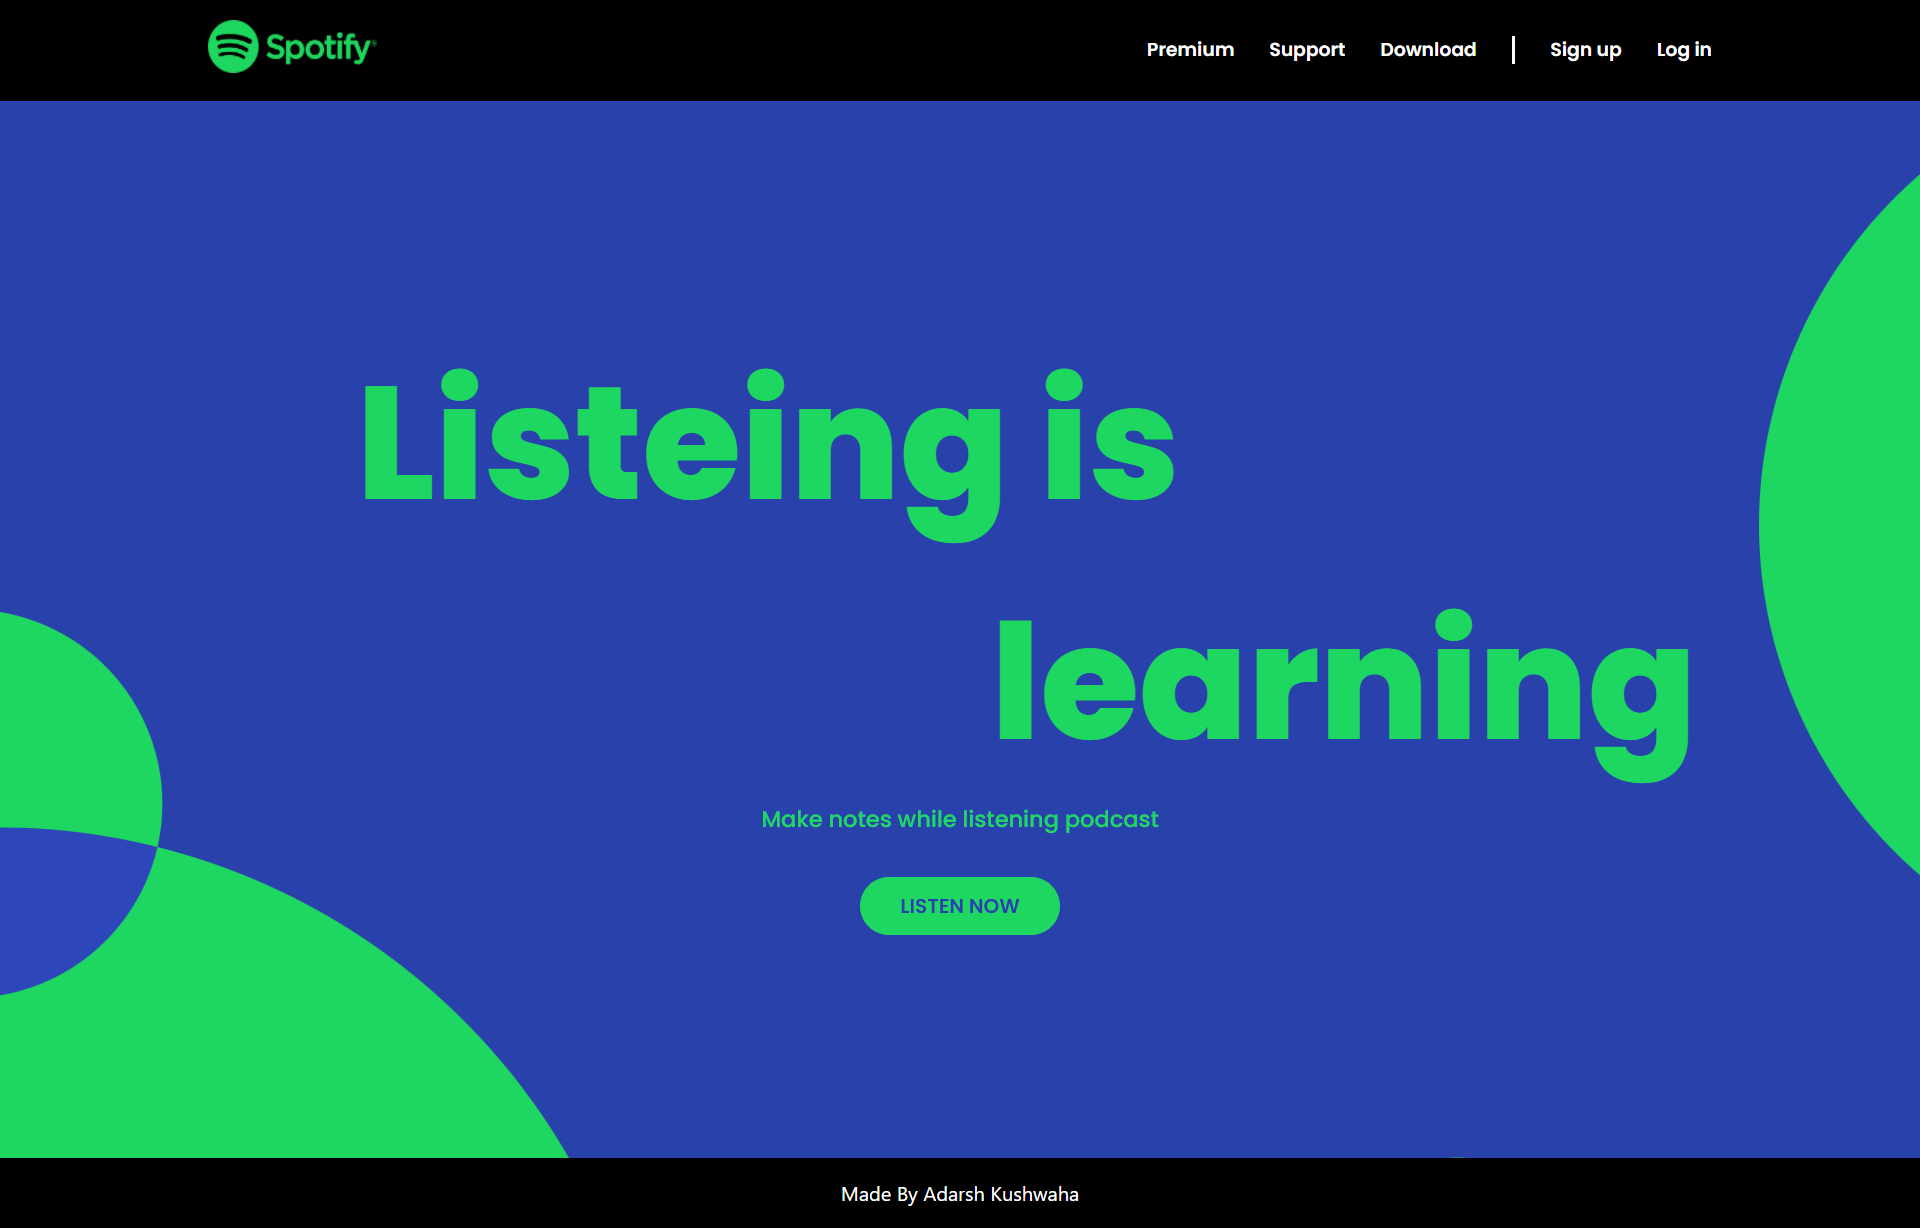 Spotify®
Premium Support Download | Sign up Log in
Listeing is
learning
Make notes while listening podcast
LISTEN NOW
Made By Adarsh Kushwaha